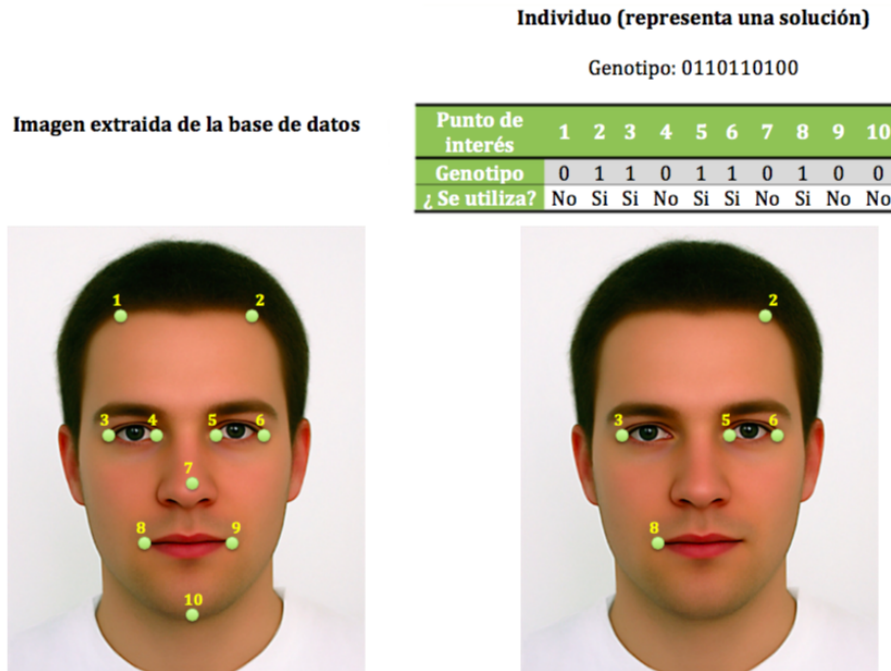 Individuo (representa una solución)
Genotipo: 0110110100
Imagen extraida de la base de datos
Punto de interés 1 2 3 4 5 6 7 8 9 10
Genotipo 0 1 1 0 1 1 0 1 0 0
¿ Se utiliza? No Si Si No Si Si No Si No No
1 2
3 4 5 6
7
8 9
10
2
3 5 6
8